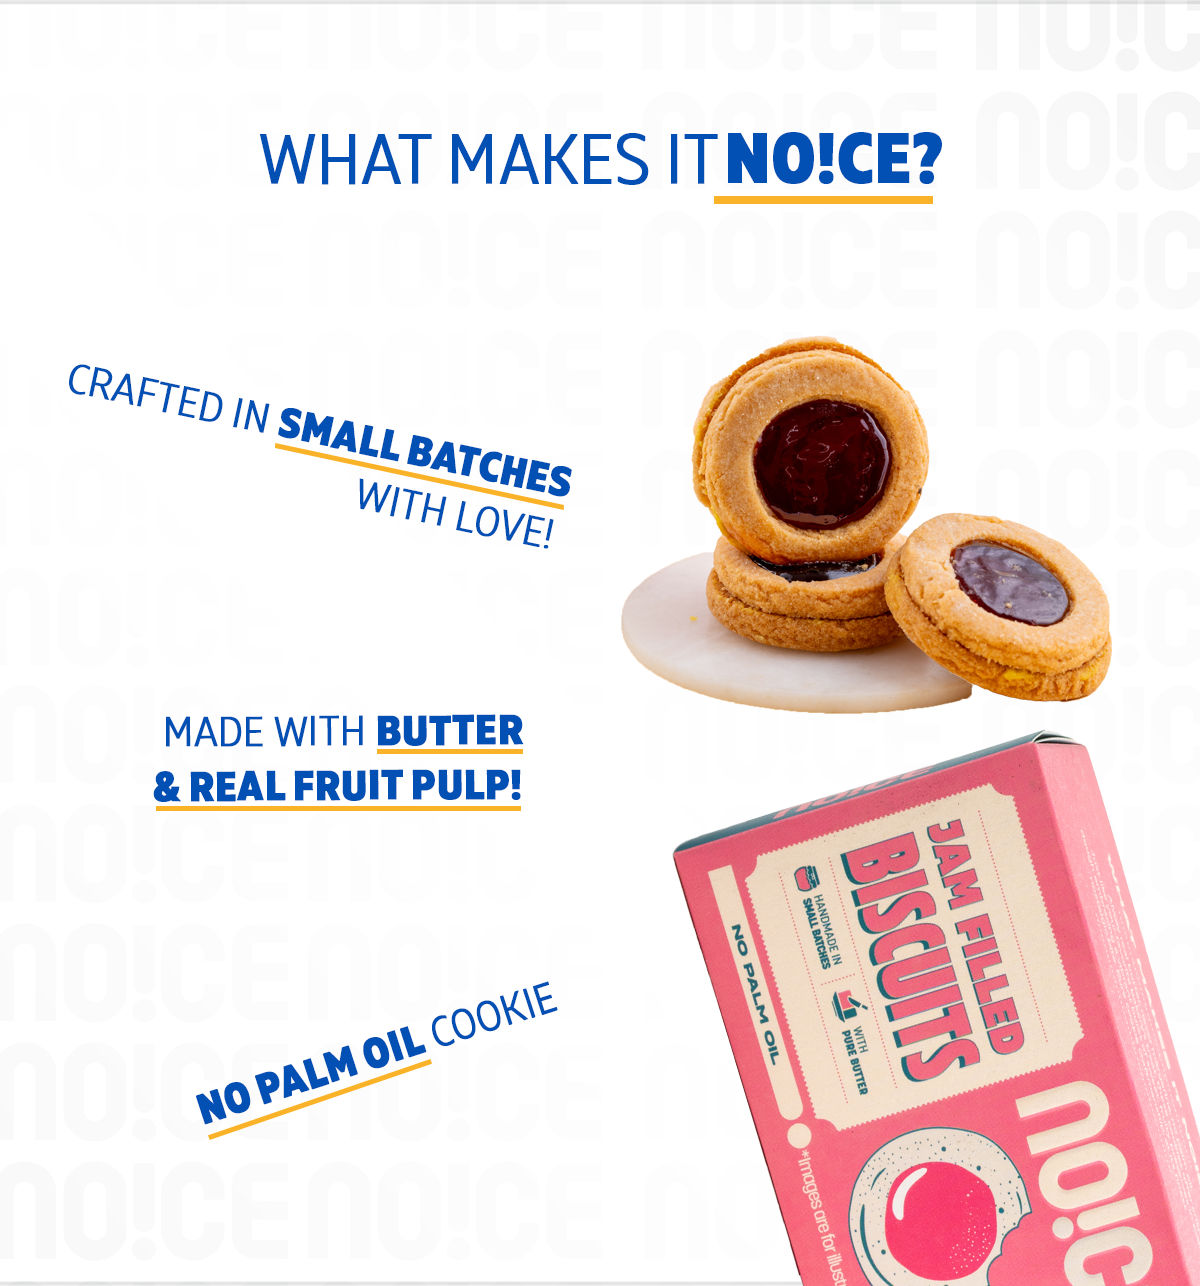 WHAT MAKES IT NO!CE?
CRAFTED IN SMALL BATCHES
WITH LOVE!
MADE WITH BUTTER
& REAL FRUIT PULP!
NO PALM OIL COOKIE
JAM FILLED
BISCUITS
HANDMADE IN
SMALL BATCHES
WITH
PURE BUTTER
NO PALM OIL
NO!C
*Images are for